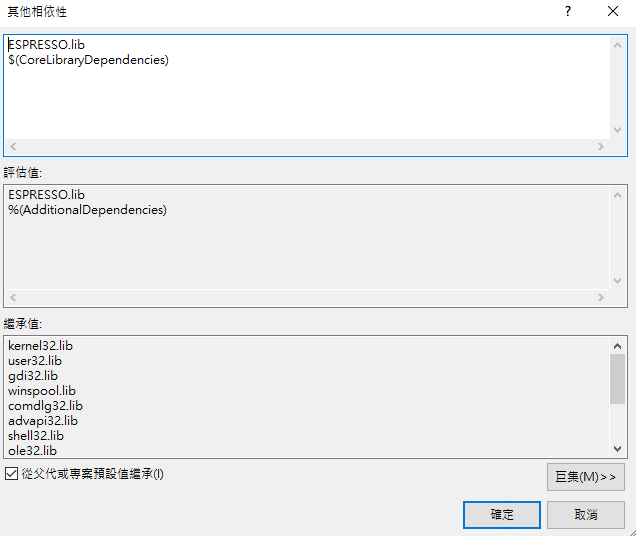 其他相依性
?
ESPRESSO.lib
$(CoreLibraryDependencies)
評估值:
ESPRESSO.lib
%(AdditionalDependencies)
繼承值:
kernel32.lib
user32.lib
gdi32.lib
winspool.lib
comdlg32.lib
advapi32.lib
shell32.lib
ole32.lib
從父代或專案預設值繼承(I)
巨集(M)>>
確定
取消